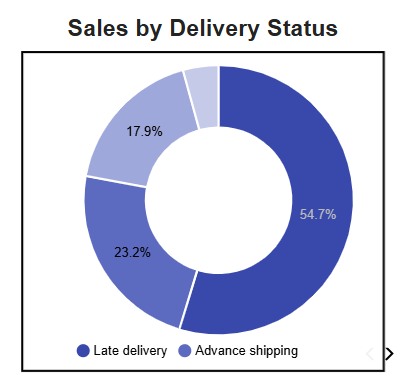 Sales by Delivery Status
17.9%
54.7%
23.2%
Late delivery Advance shipping